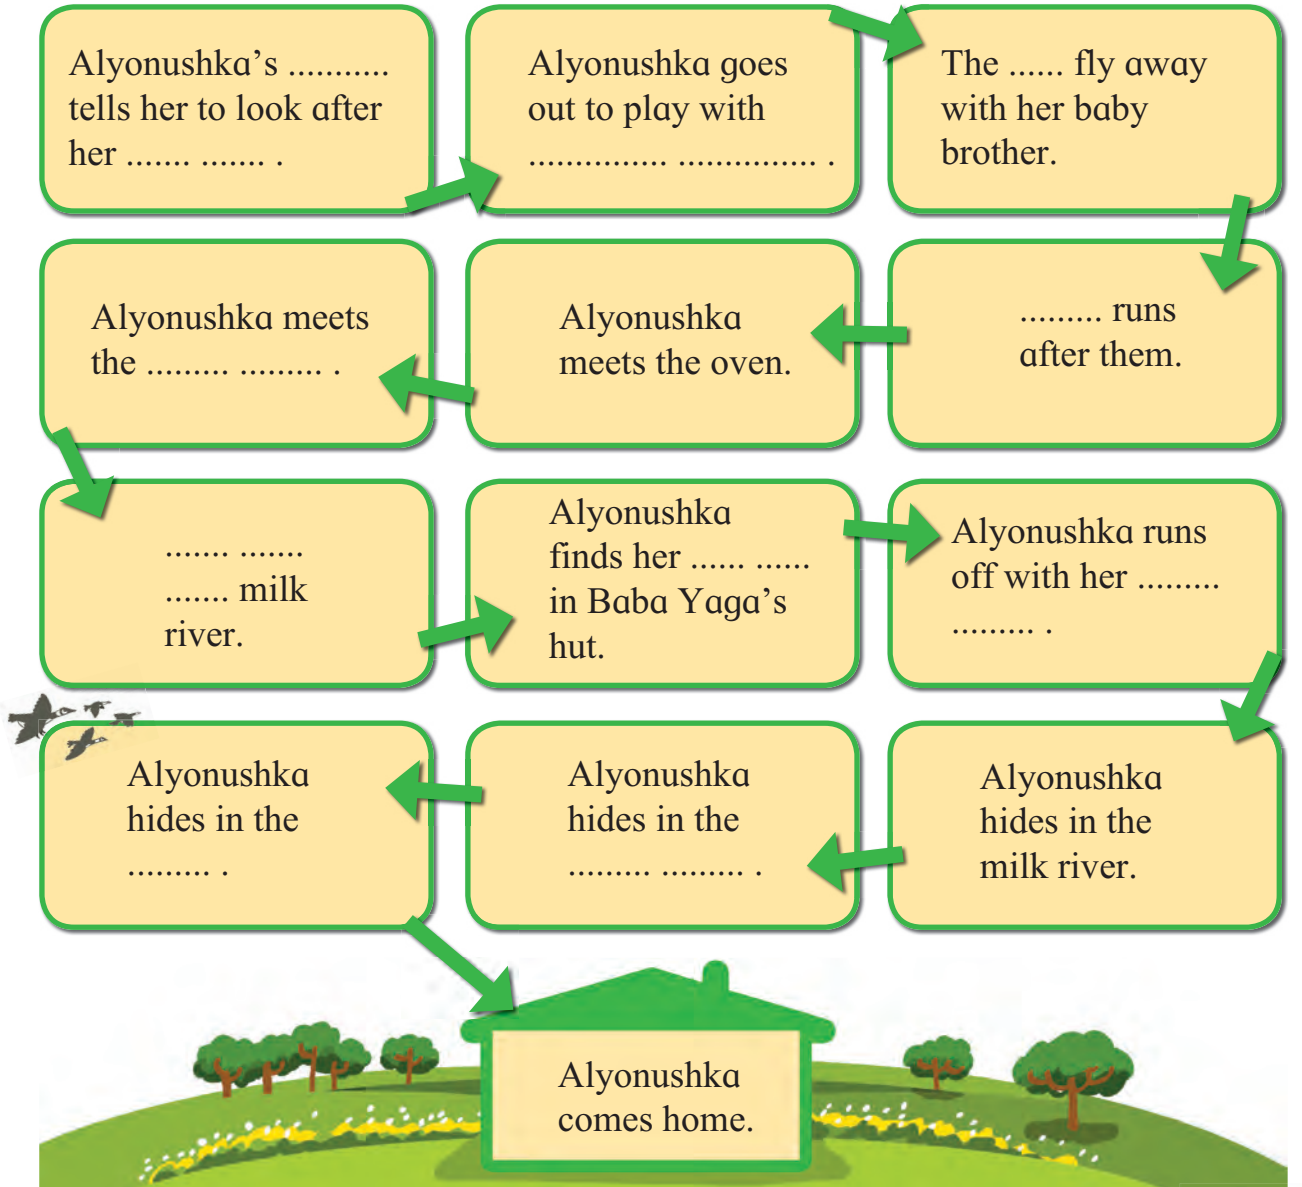 Alyonushka’s ...........
tells her to look after
her ....... ....... .
Alyonushka goes
out to play with
............... ............... .
The ...... fly away
with her baby
brother.
......... runs
after them.
Alyonushka
meets the oven.
Alyonushka meets
the ......... ......... .
....... .......
....... milk
river.
Alyonushka
finds her ...... ......
in Baba Yaga’s
hut.
Alyonushka runs
off with her .........
......... .
Alyonushka
hides in the
milk river.
Alyonushka
hides in the
......... ......... .
Alyonushka
hides in the
......... .
Alyonushka
comes home.